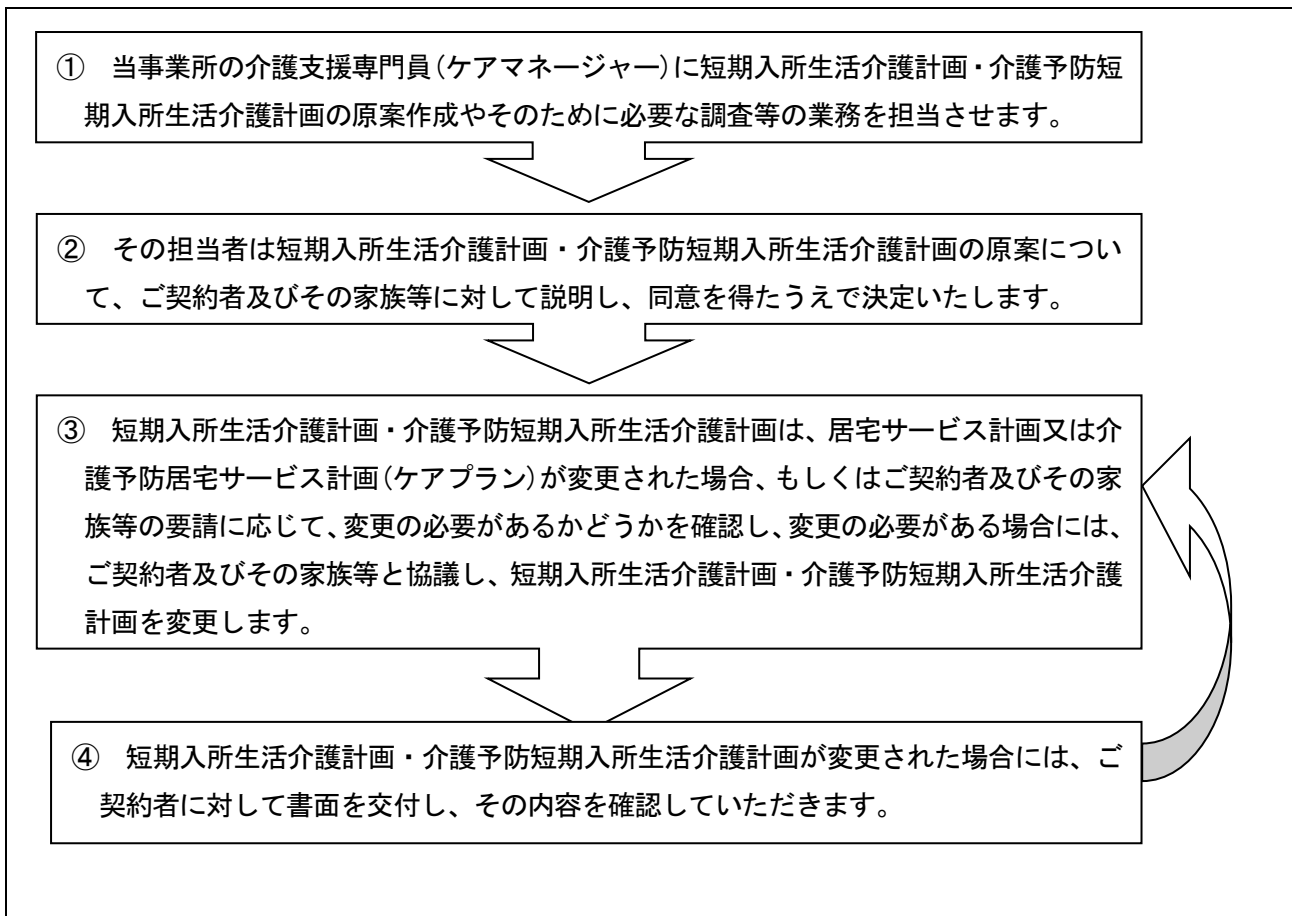 ① 当事業所の介護支援専門員(ケアマネージャー)に短期入所生活介護計画・介護予防短
期入所生活介護計画の原案作成やそのために必要な調査等の業務を担当させます。
② その担当者は短期入所生活介護計画・介護予防短期入所生活介護計画の原案につい
て、ご契約者及びその家族等に対して説明し、同意を得たうえで決定いたします。
③ 短期入所生活介護計画・介護予防短期入所生活介護計画は、居宅サービス計画又は介
護予防居宅サービス計画(ケアプラン)が変更された場合、もしくはご契約者及びその家
族等の要請に応じて、変更の必要があるかどうかを確認し、変更の必要がある場合には、
ご契約者及びその家族等と協議し、短期入所生活介護計画・介護予防短期入所生活介護
計画を変更します。
④ 短期入所生活介護計画・介護予防短期入所生活介護計画が変更された場合には、ご
契約者に対して書面を交付し、その内容を確認していただきます。